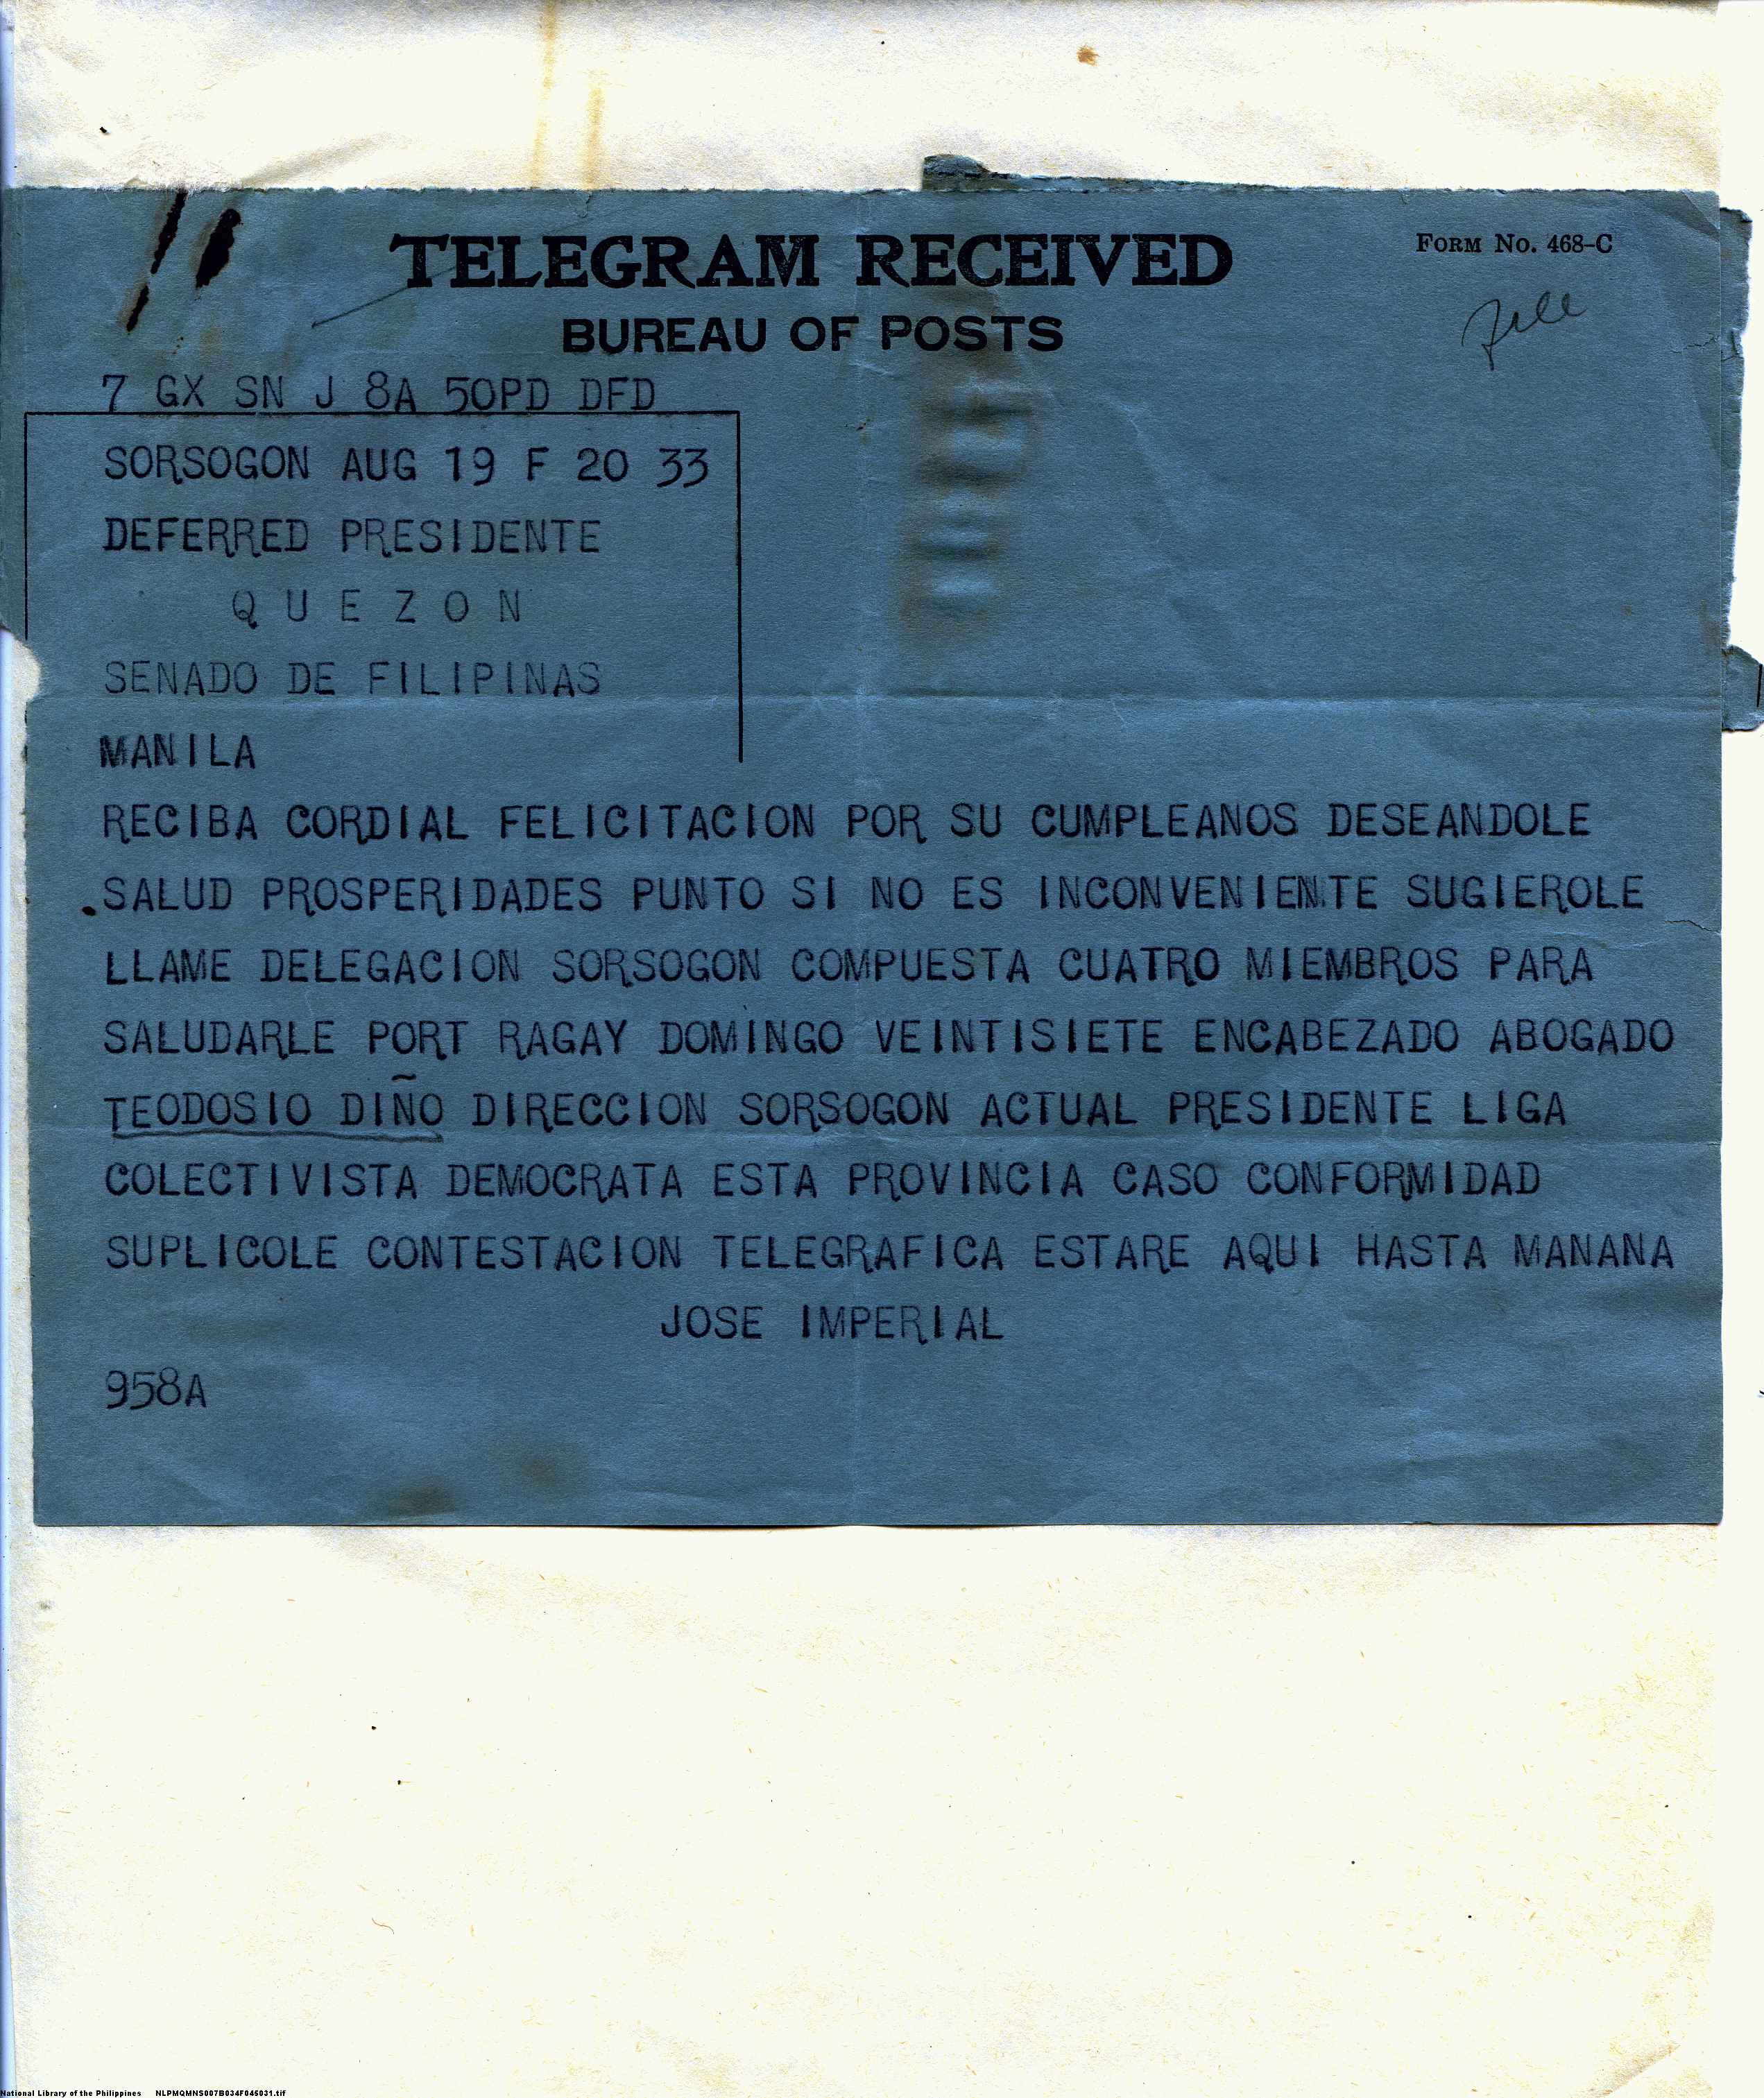 TELEGRAM RECEIVED
FORM NO. 468-C
BUREAU OF POSTS
7 GX SN J 8A 50PD DFD
SORSOGON AUG 19 F 20 33
DEFERRED PRESIDENTE
Q U E Z O N
SENADO DE FILIPINAS
MANILA
RECIBA CORDIAL FELICITACION POR SU CUMPLEANOS DESEANDOLE
SALUD PROSPERIDADES PUNTO SI NO ES INCONVENIENTE SUGIEROLE
LLAME DELEGACION SORSOGON COMPUESTA CUATRO MIEMBROS PARA
SALUDARLE PORT RAGAY DOMINGO VEINTISIETE ENCABEZADO ABOGADO
TEODOSIO DIÑO DIRECCION SORSOGON ACTUAL PRESIDENTE LIGA
COLECTIVISTA DEMOCRATA ESTA PROVINCIA CASO CONFORMIDAD
SUPLICOLE CONTESTACION TELEGRAFICA ESTARE AQUI HASTA MANANA
JOSE IMPERIAL
958A
National Library of the Philippines NLPMQMNS007B034F045031.tif